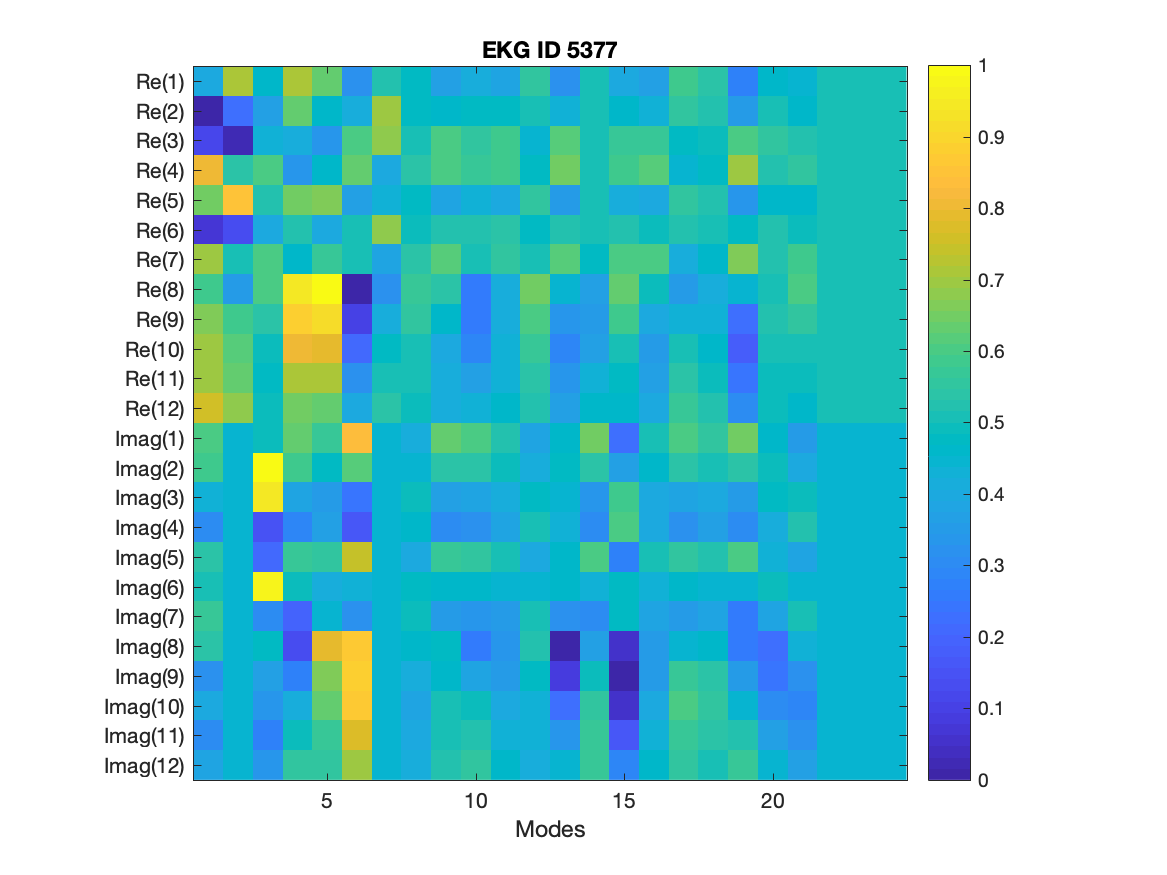 EKG ID 5377
Re(1)
Re(2)
Re(3)
Re(4)
Re(5)
Re(6)
Re(7)
Re(8)
Re(9)
Re(10)
Re(11)
Re(12)
Imag(1)
Imag(2)
Imag(3)
Imag(4)
Imag(5)
Imag(6)
Imag(7)
Imag(8)
Imag(9)
Imag(10)
Imag(11)
Imag(12)
5 10 15 20
Modes
1
0.9
0.8
0.7
0.6
0.5
0.4
0.3
0.2
0.1
0